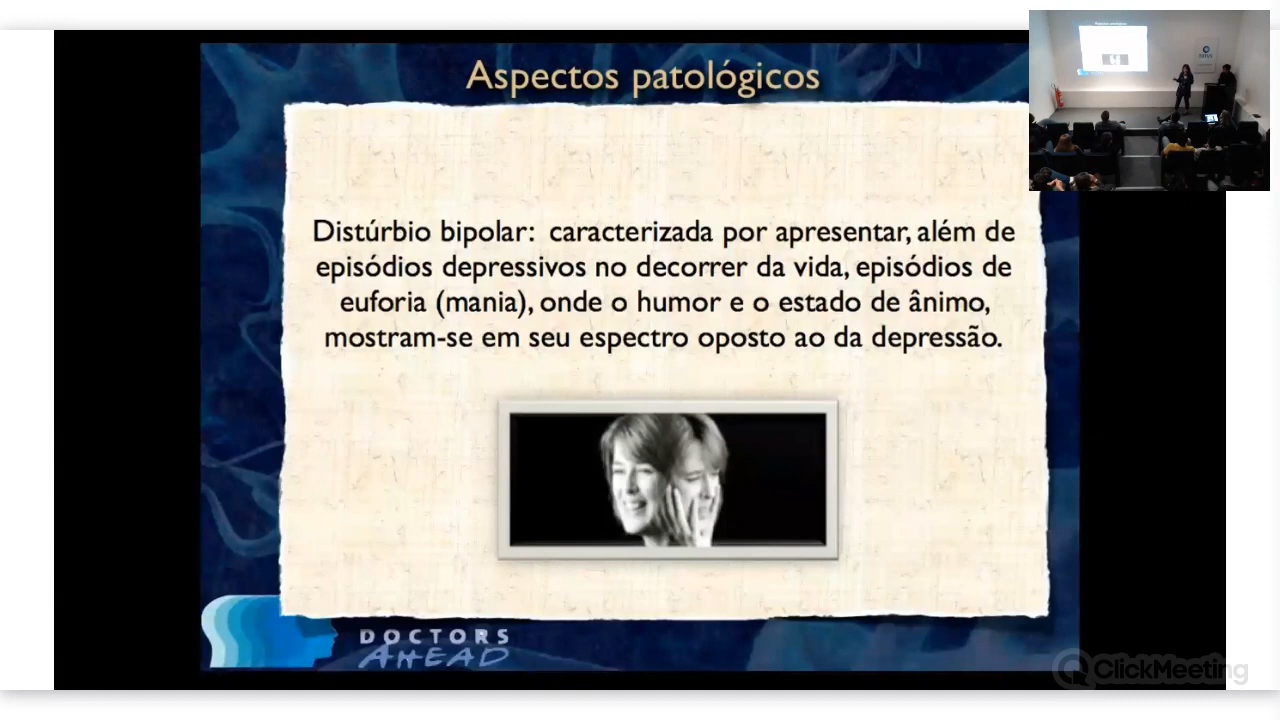 Aspectos patológicos
Distúrbio bipolar:  caracterizada por apresentar, além de
episódios depressivos no decorrer da vida, episódios de
euforia (mania), onde o humor e o estado de ânimo,
mostram-se em seu espectro oposto ao da depressão.
DOCTORS
AHEAD
ClickMeeting